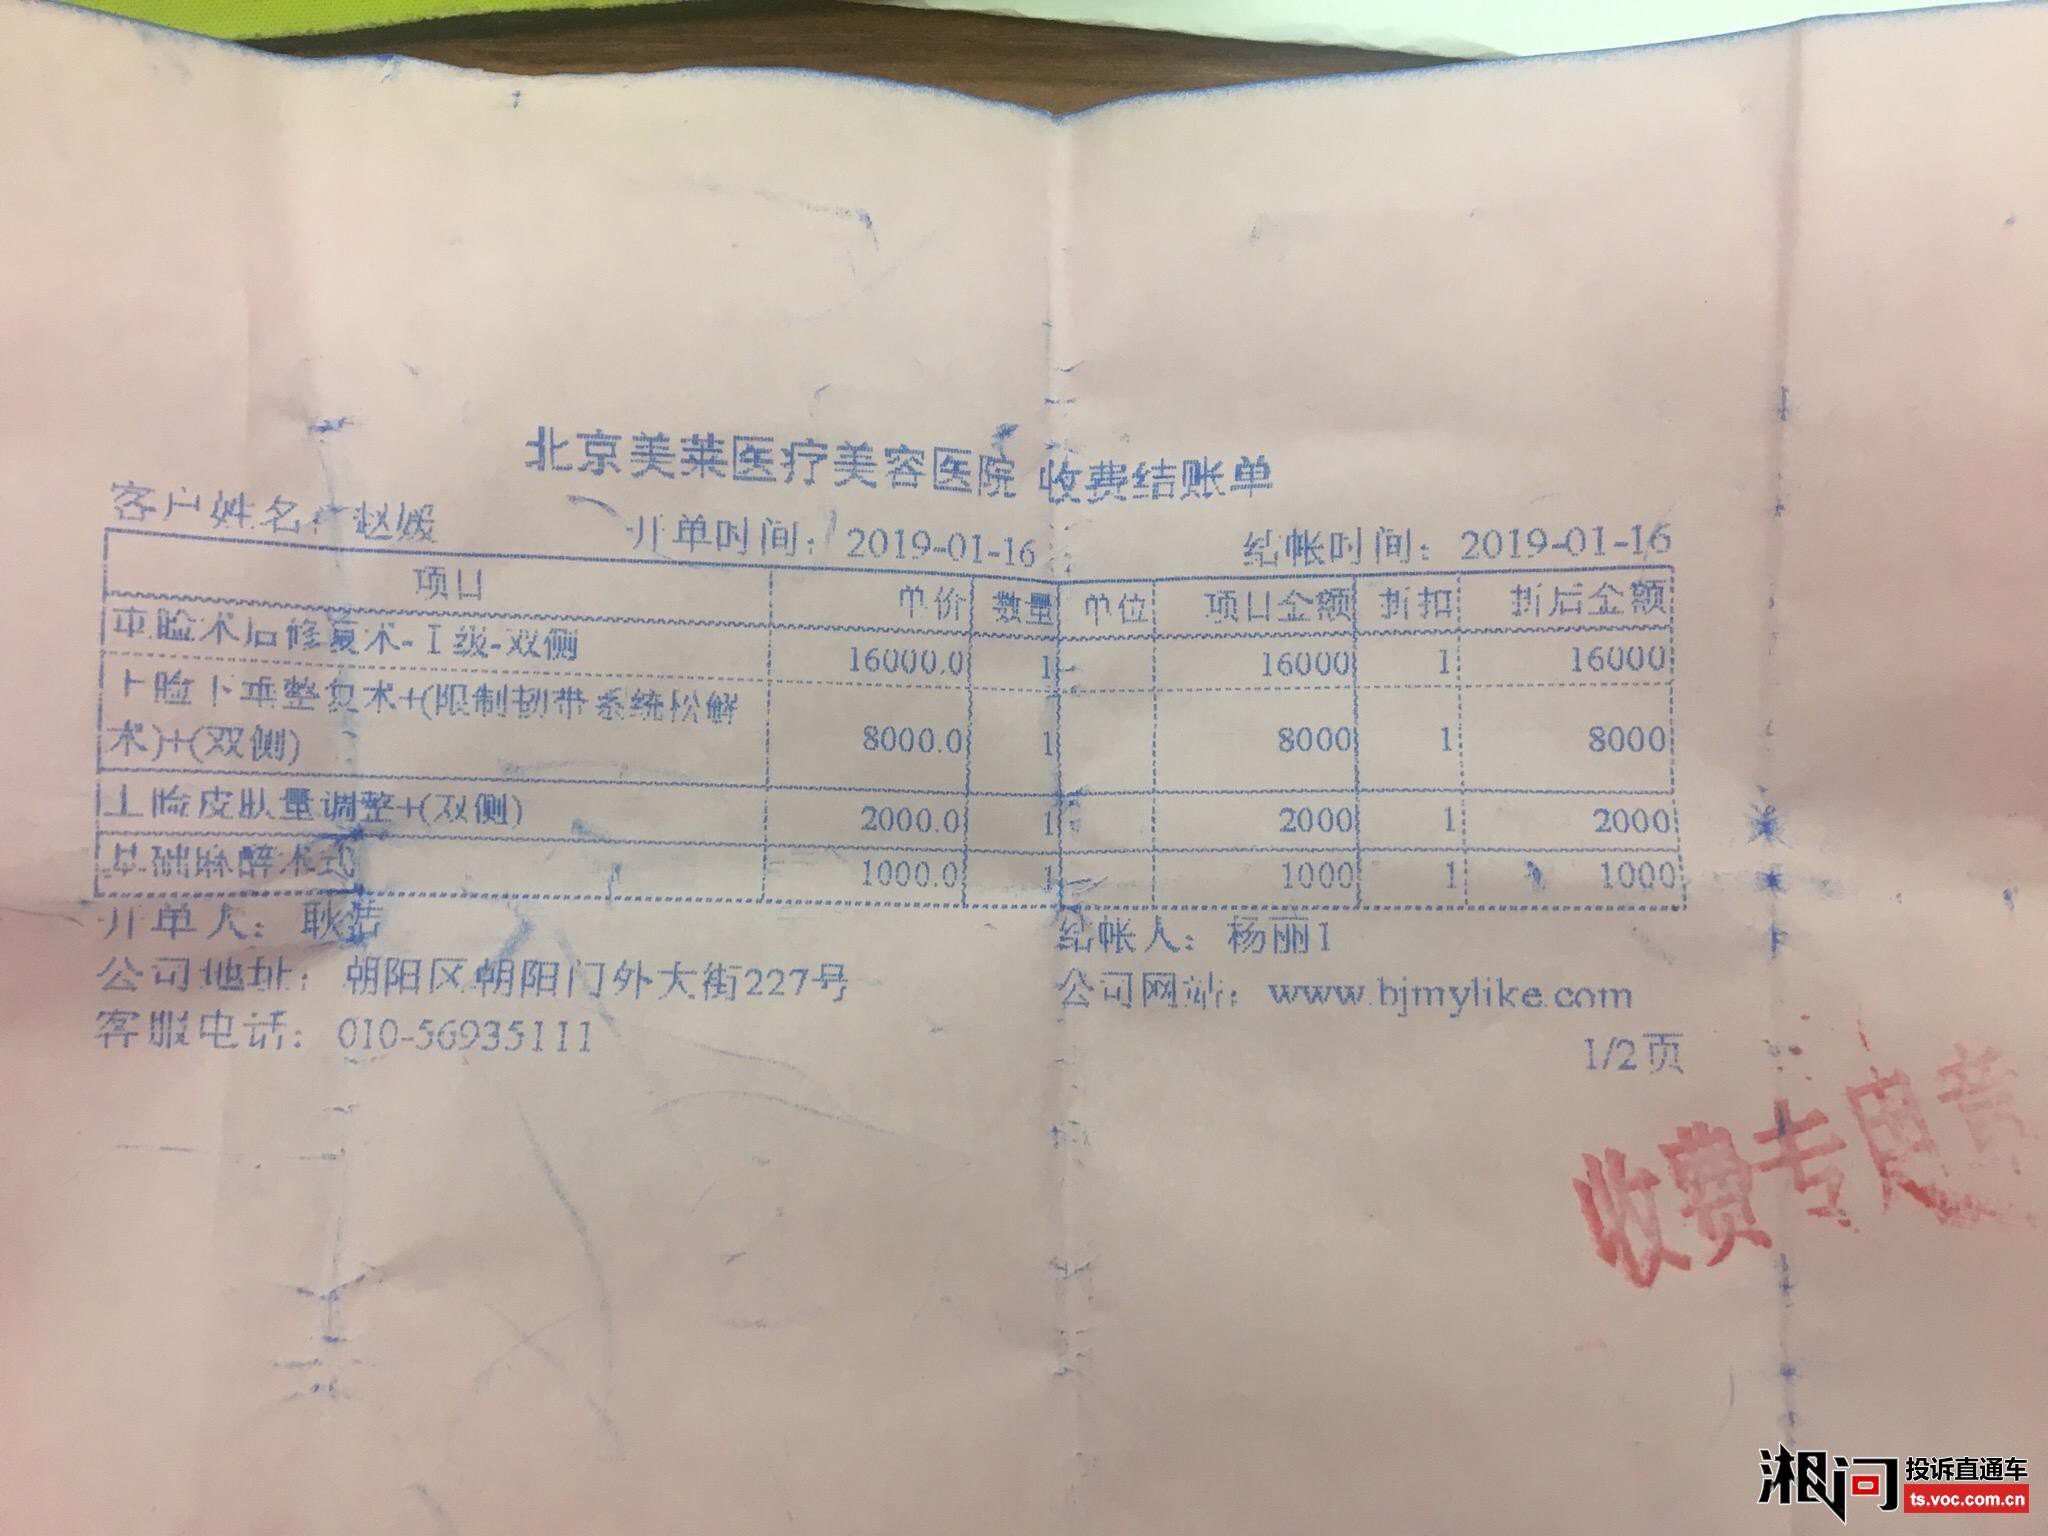 北京美莱医疗美容医院 收费结账单
客户姓名：赵媛 开单时间：2019-01-16 结帐时间：2019-01-16
项目 单价 数量 单位 项目金额 折扣 折后金额
重睑术后修复术-I级-双侧 16000.0 1 16000 1 16000
上睑下垂整复术+(限制韧带系统松解
术)+(双侧) 8000.0 1 8000 1 8000
上睑皮肤量调整+(双侧) 2000.0 1 2000 1 2000
基础麻醉术式 1000.0 1 1000 1 1000
开单人：耿浩 结帐人：杨丽1
公司地址：朝阳区朝阳门外大街227号 公司网站：www.bjmylike.com
客服电话：010-56935111
1/2页
收费专用章
湘问 投诉直通车
ts.voc.com.cn